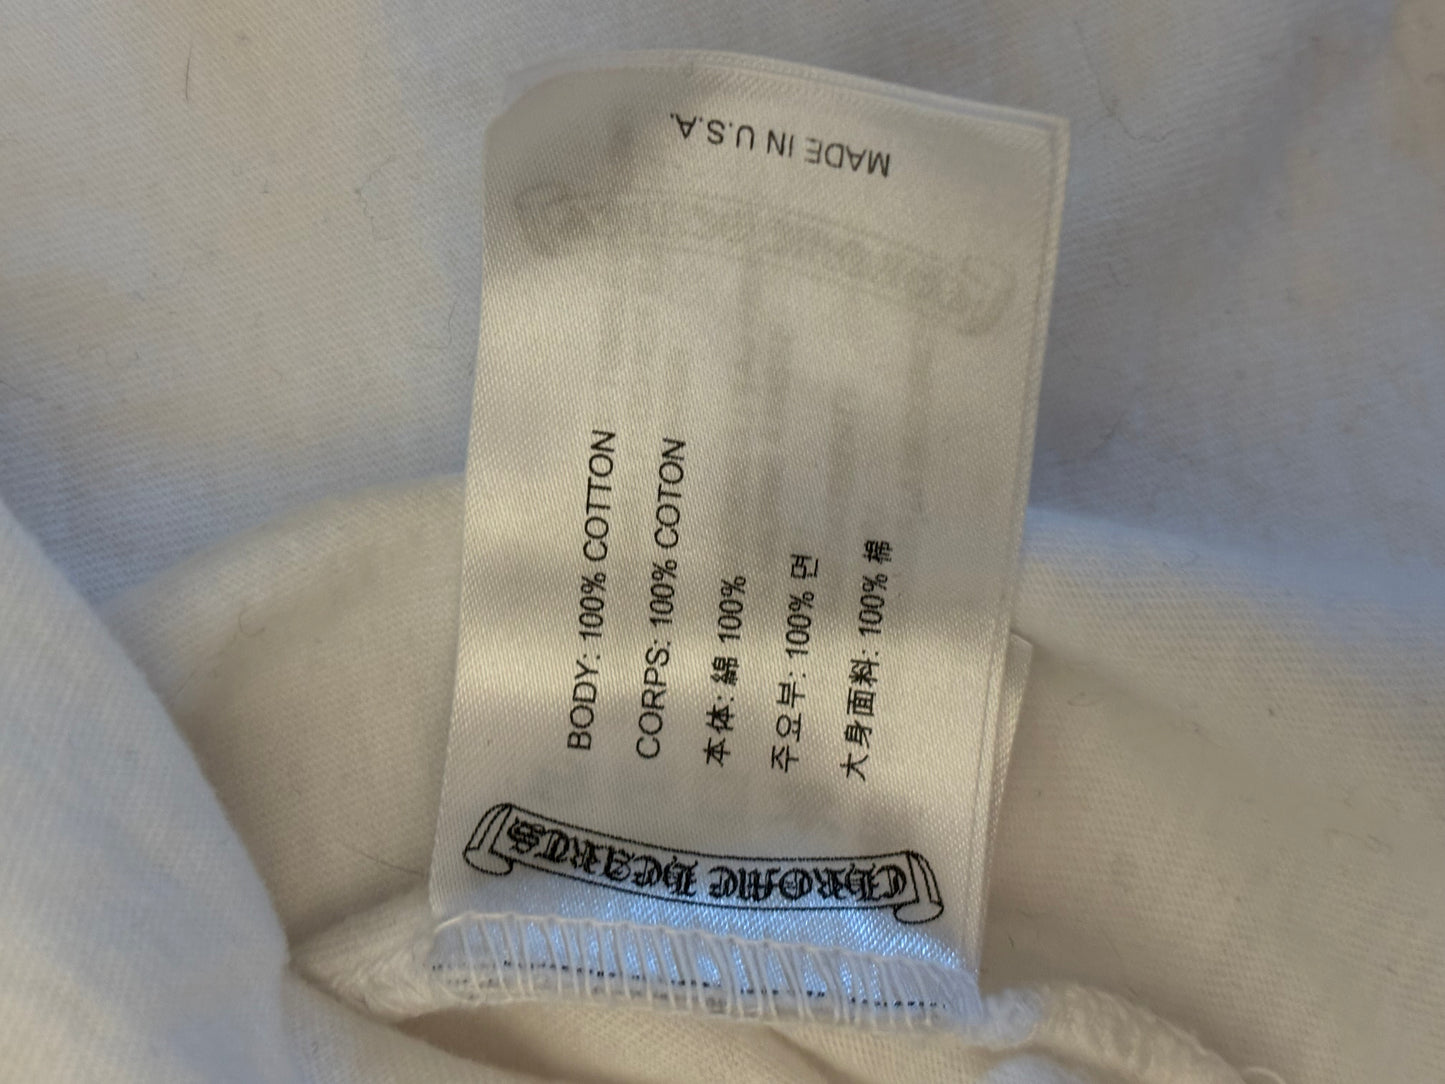 CHROME HEARTS
BODY: 100% COTTON
CORPS: 100% COTON
本体: 綿 100%
주요부: 100% 면
大身面料: 100% 棉
MADE IN U.S.A.